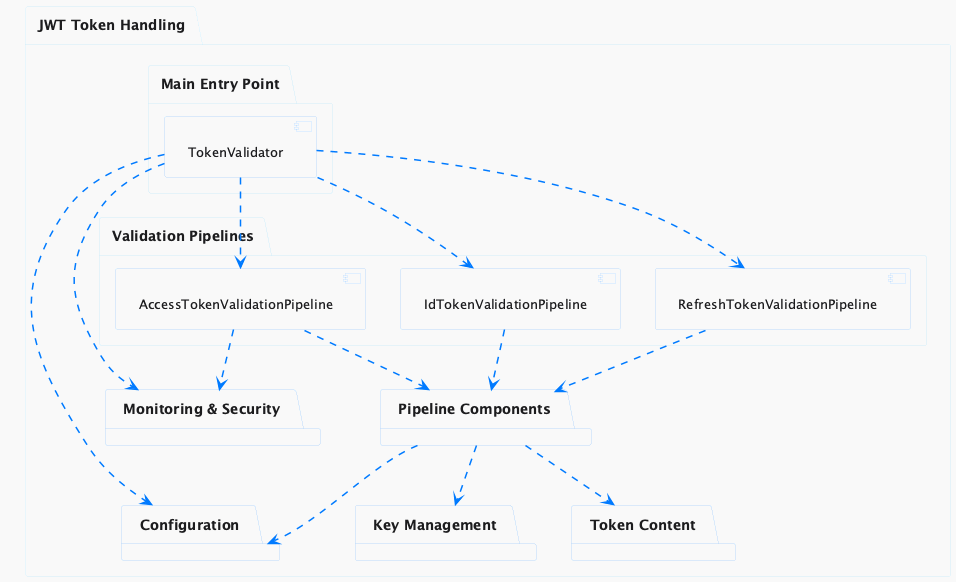 JWT Token Handling
Main Entry Point
TokenValidator
Validation Pipelines
AccessTokenValidationPipeline
IdTokenValidationPipeline
RefreshTokenValidationPipeline
Monitoring & Security
Pipeline Components
Configuration
Key Management
Token Content